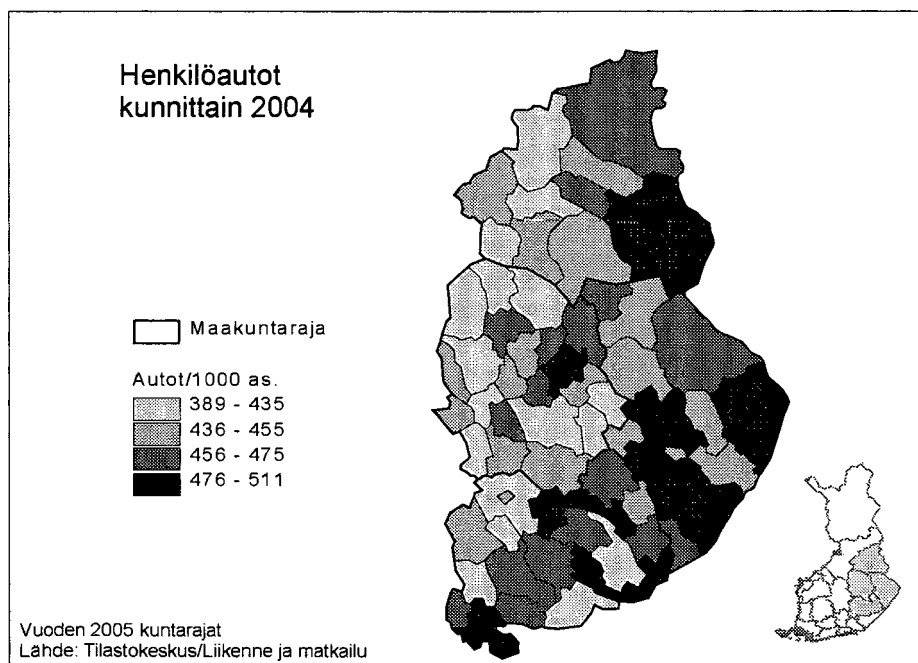 Henkilöautot
kunnittain 2004
Maakuntaraja
Autot/1000 as.
389 - 435
436 - 455
456 - 475
476 - 511
Vuoden 2005 kuntarajat
Lähde: Tilastokeskus/Liikenne ja matkailu